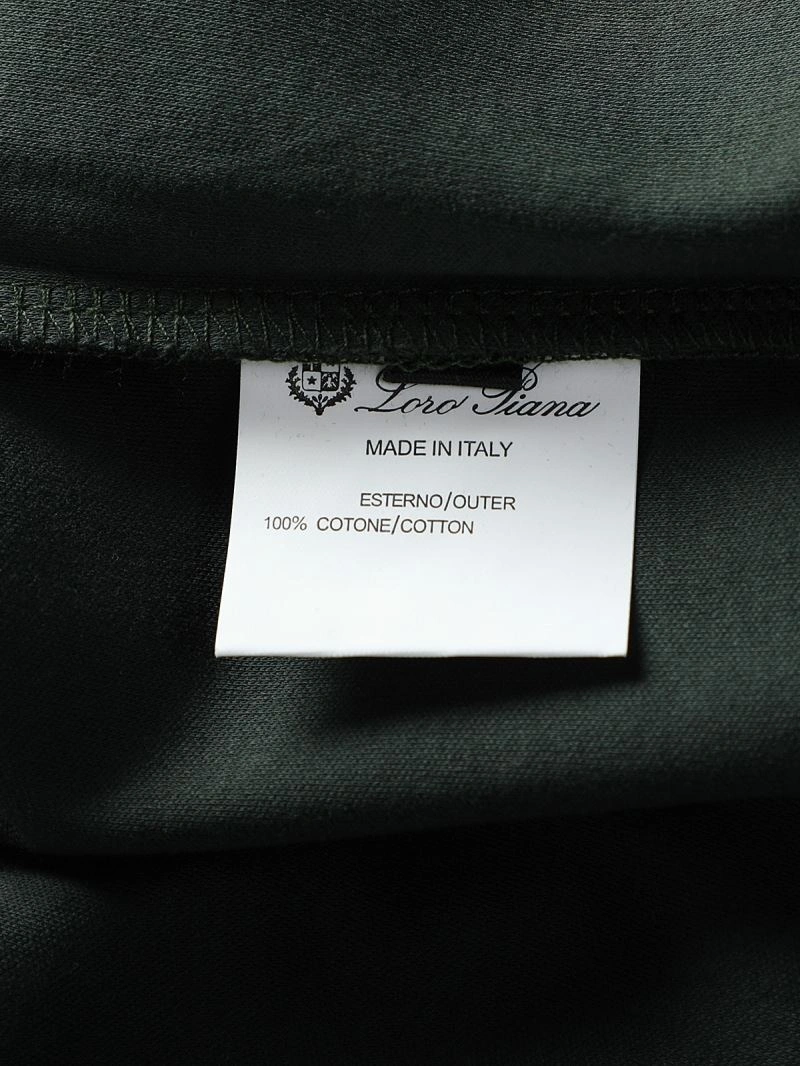 Loro Piana
MADE IN ITALY
ESTERNO/OUTER
100% COTONE/COTTON